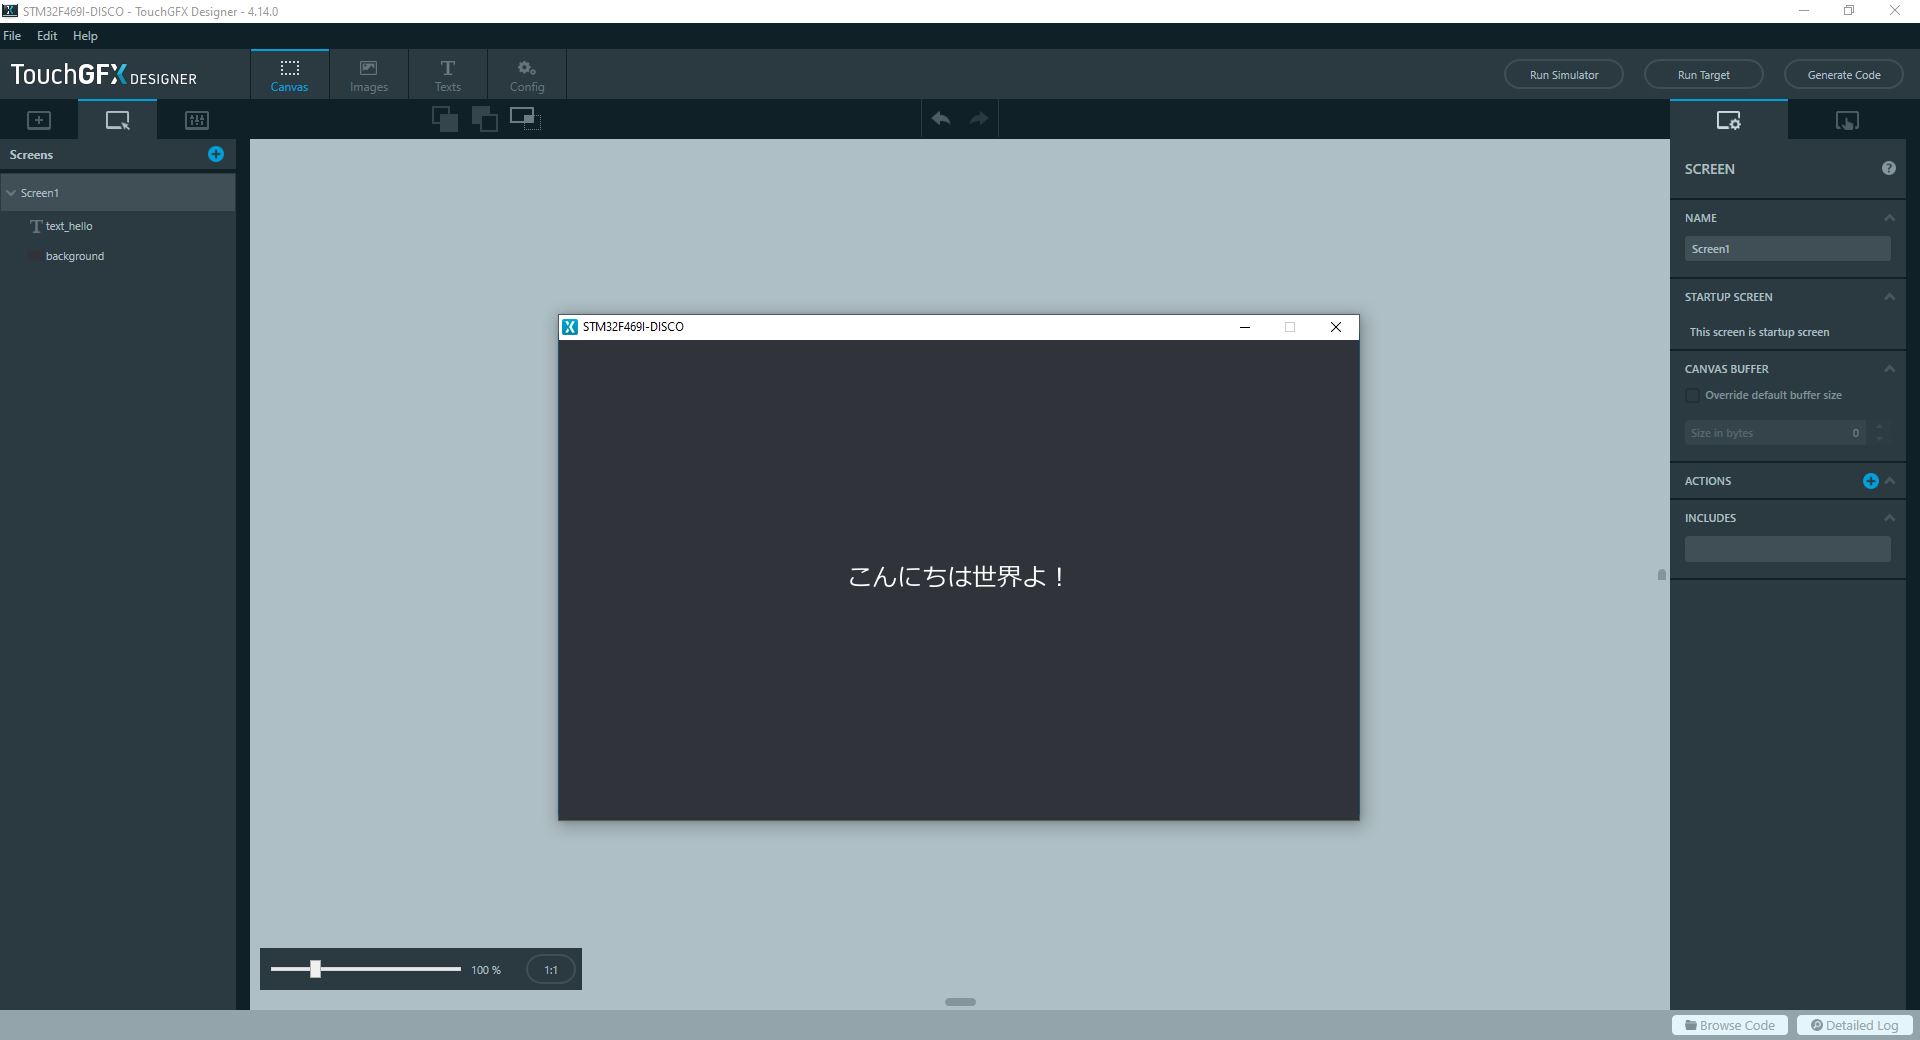 STM32F469I-DISCO - TouchGFX Designer - 4.14.0
File Edit Help
TouchGFX DESIGNER
Canvas
Images
Texts
Config
Run Simulator
Run Target
Generate Code
Screens
Screen1
text_hello
background
STM32F469I-DISCO
こんにちは世界よ！
100 %
1:1
SCREEN
NAME
Screen1
STARTUP SCREEN
This screen is startup screen
CANVAS BUFFER
Override default buffer size
Size in bytes 0
ACTIONS
INCLUDES
Browse Code
Detailed Log